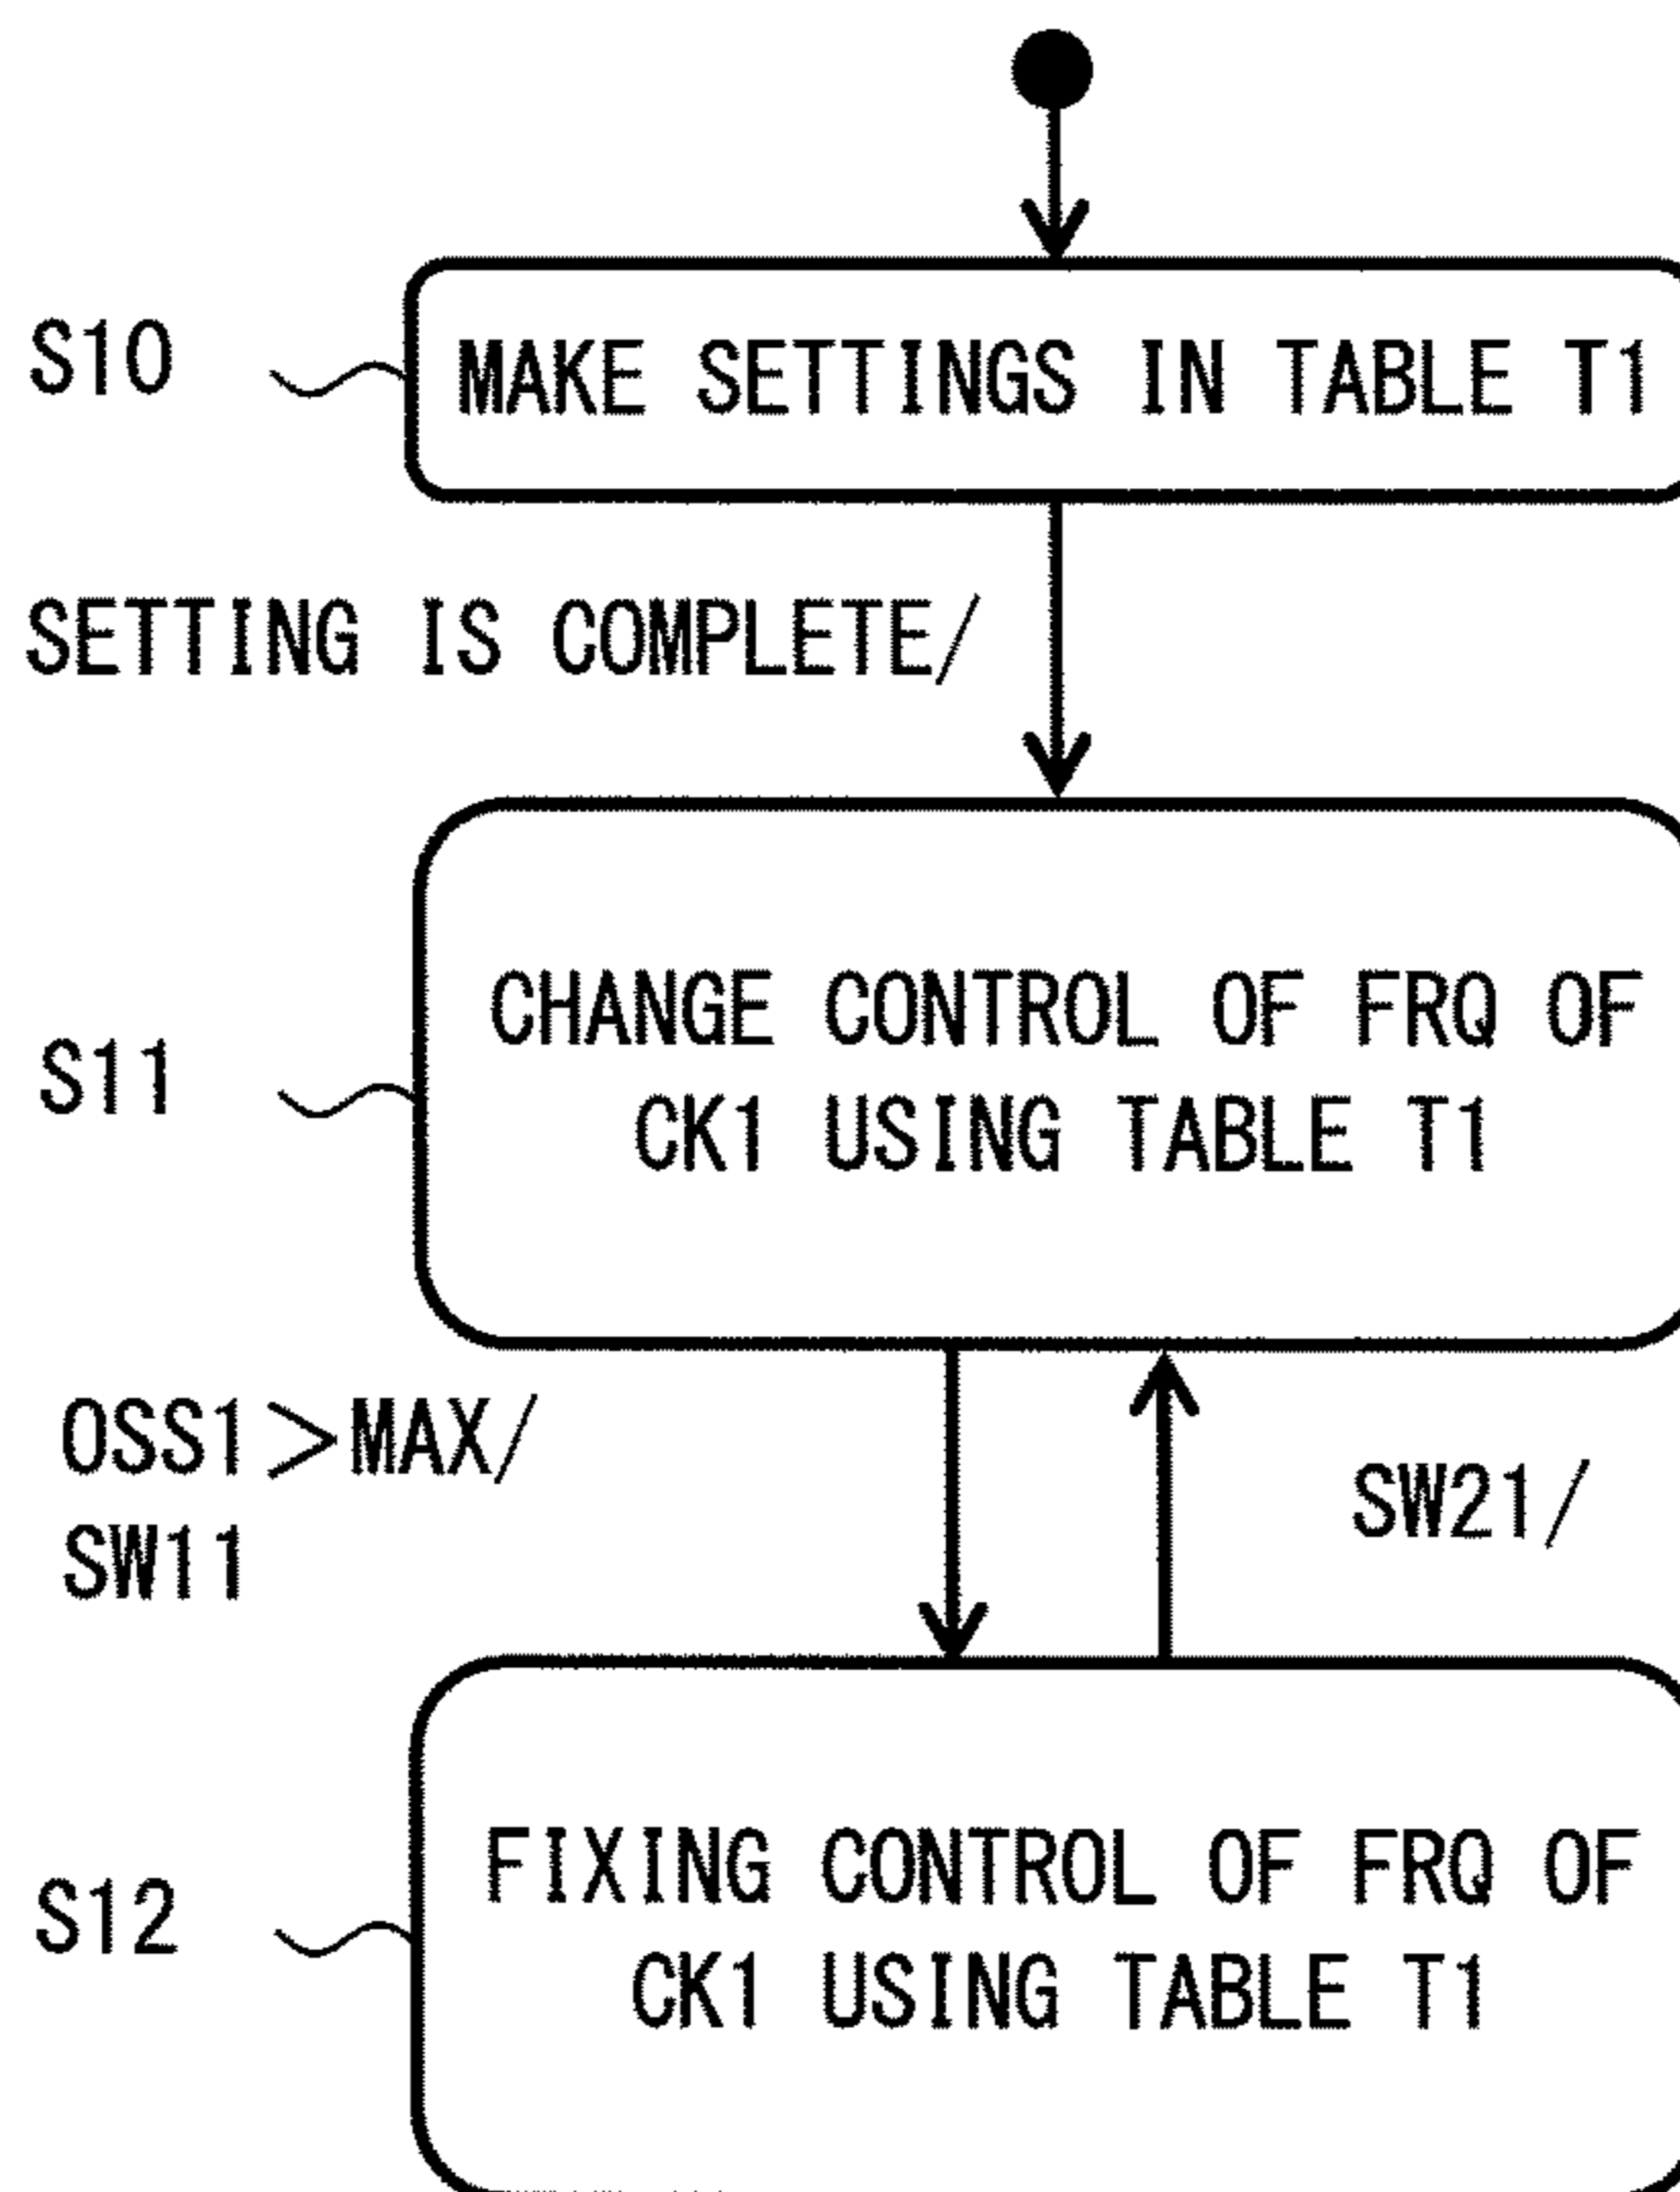 S10
MAKE SETTINGS IN TABLE T1
SETTING IS COMPLETE/
S11
CHANGE CONTROL OF FRQ OF
CK1 USING TABLE T1
OSS1>MAX/
SW11
SW21/
S12
FIXING CONTROL OF FRQ OF
CK1 USING TABLE T1